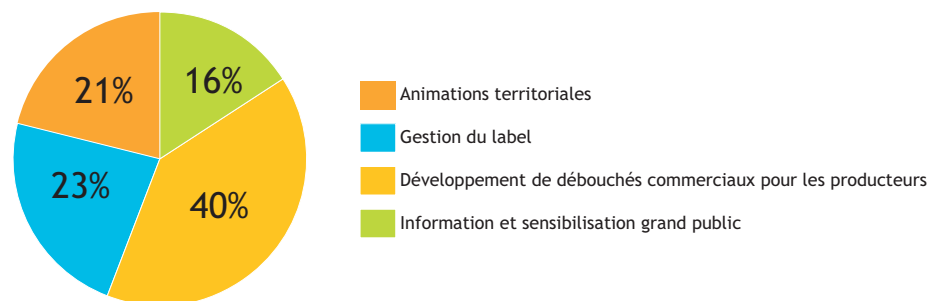 21%
16%
23%
40%
Animations territoriales
Gestion du label
Développement de débouchés commerciaux pour les producteurs
Information et sensibilisation grand public